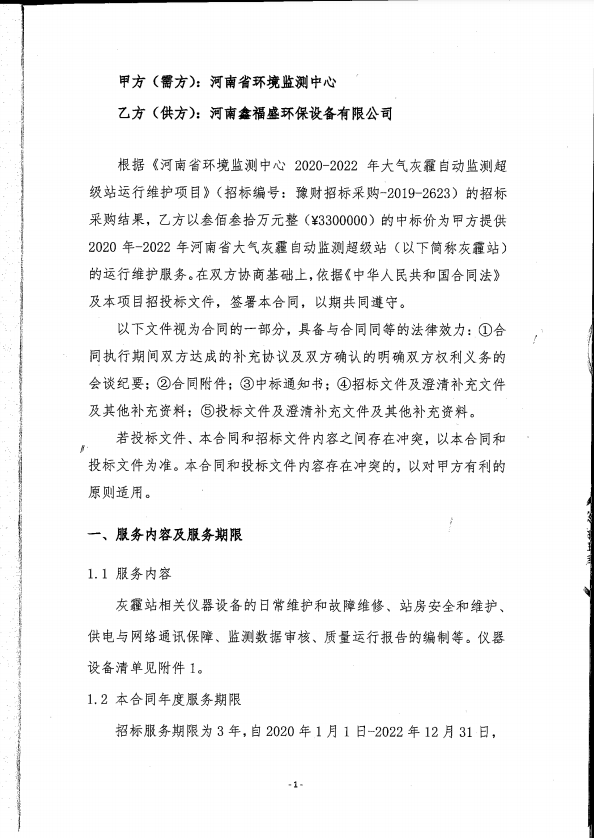 甲方（需方）：河南省环境监测中心
乙方（供方）：河南鑫福盛环保设备有限公司
根据《河南省环境监测中心 2020-2022 年大气灰霾自动监测超
级站运行维护项目》（招标编号：豫财招标采购-2019-2623）的招标
采购结果，乙方以叁佰叁拾万元整（¥3300000）的中标价为甲方提供
2020 年-2022 年河南省大气灰霾自动监测超级站（以下简称灰霾站）
的运行维护服务。在双方协商基础上，依据《中华人民共和国合同法》
及本项目招投标文件，签署本合同，以期共同遵守。
以下文件视为合同的一部分，具备与合同同等的法律效力：①合
同执行期间双方达成的补充协议及双方确认的明确双方权利义务的
会谈纪要；②合同附件；③中标通知书；④招标文件及澄清补充文件
及其他补充资料；⑤投标文件及澄清补充文件及其他补充资料。
若投标文件、本合同和招标文件内容之间存在冲突，以本合同和
投标文件为准。本合同和投标文件内容存在冲突的，以对甲方有利的
原则适用。
一、服务内容及服务期限
1.1 服务内容
灰霾站相关仪器设备的日常维护和故障维修、站房安全和维护、
供电与网络通讯保障、监测数据审核、质量运行报告的编制等。仪器
设备清单见附件 1。
1.2 本合同年度服务期限
招标服务期限为 3 年，自 2020 年 1 月 1 日-2022 年 12 月 31 日，
- 1 -